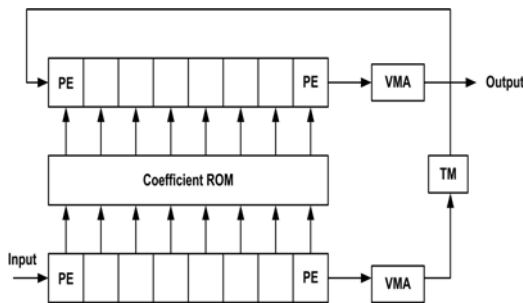 PE PE VMA Output
Coefficient ROM TM
Input
PE PE VMA